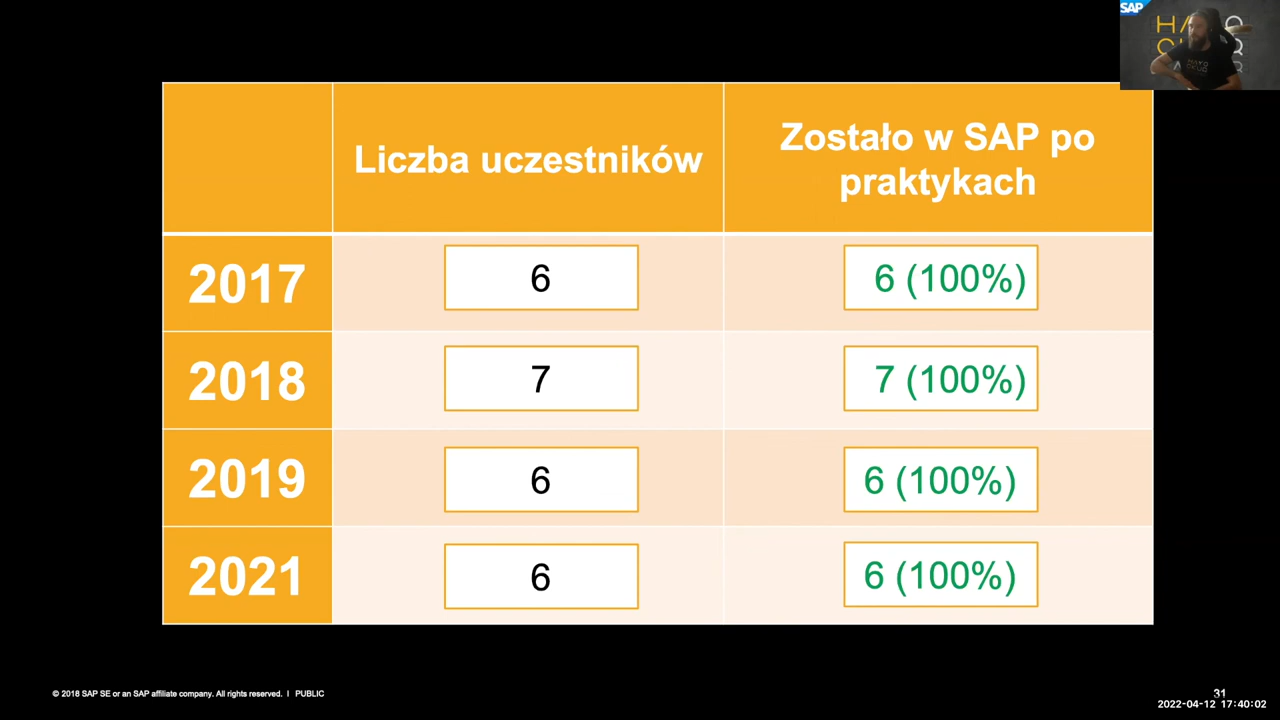 SAP
Liczba uczestników
Zostało w SAP po
praktykach
2017
6
6 (100%)
2018
7
7 (100%)
2019
6
6 (100%)
2021
6
6 (100%)
© 2018 SAP SE or an SAP affiliate company. All rights reserved. I PUBLIC
31
2022-04-12 17:40:02